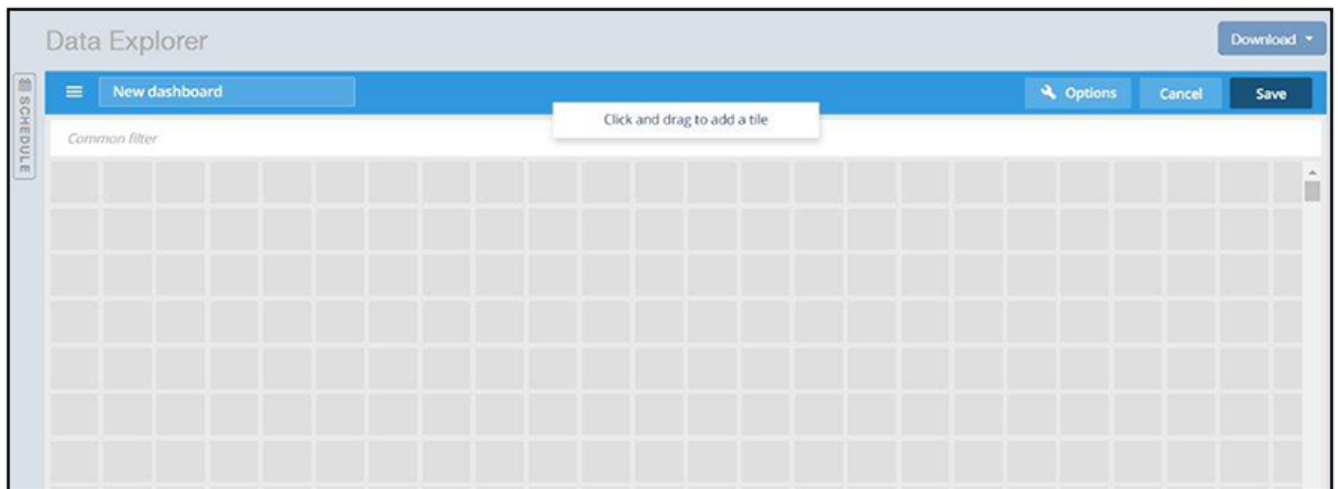 Data Explorer
Download
SCHEDULE
New dashboard
Options
Cancel
Save
Click and drag to add a tile
Common filter